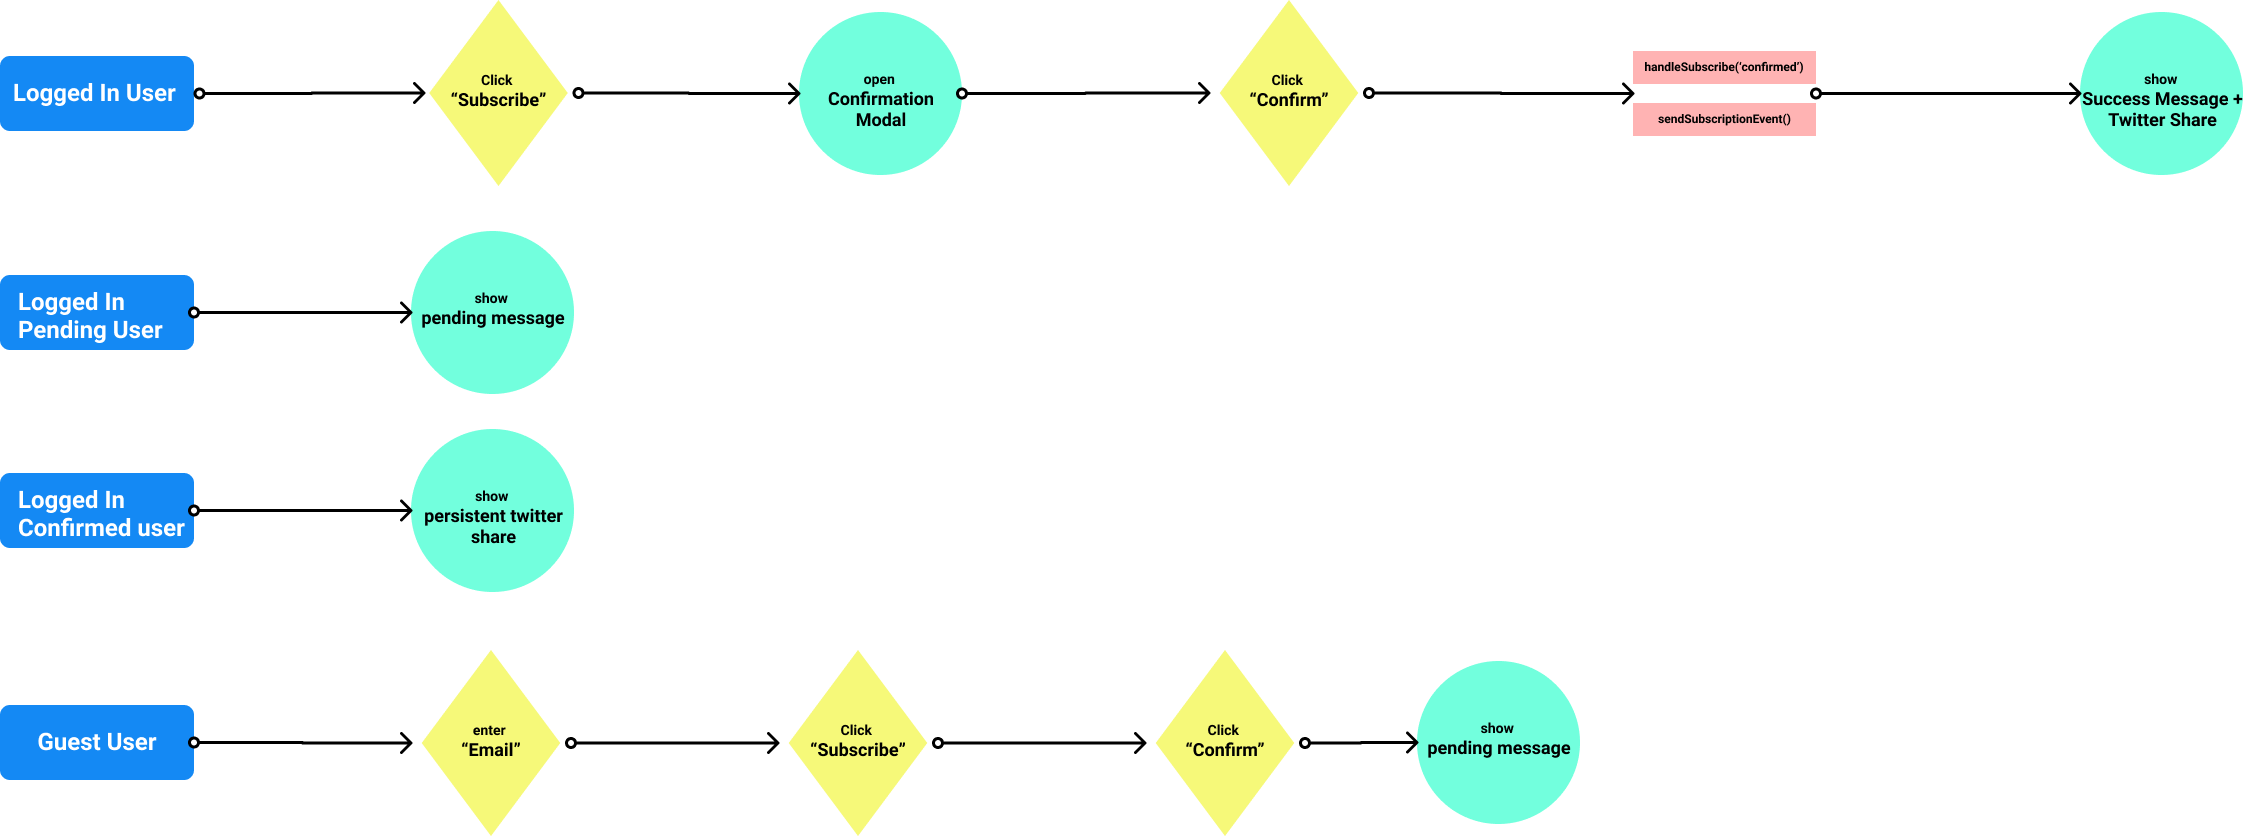 Logged In User
Click
“Subscribe”
open
Confirmation
Modal
Click
“Confirm”
handleSubscribe(‘confirmed’)
sendSubscriptionEvent()
show
Success Message +
Twitter Share
Logged In
Pending User
show
pending message
Logged In
Confirmed user
show
persistent twitter
share
Guest User
enter
“Email”
Click
“Subscribe”
Click
“Confirm”
show
pending message